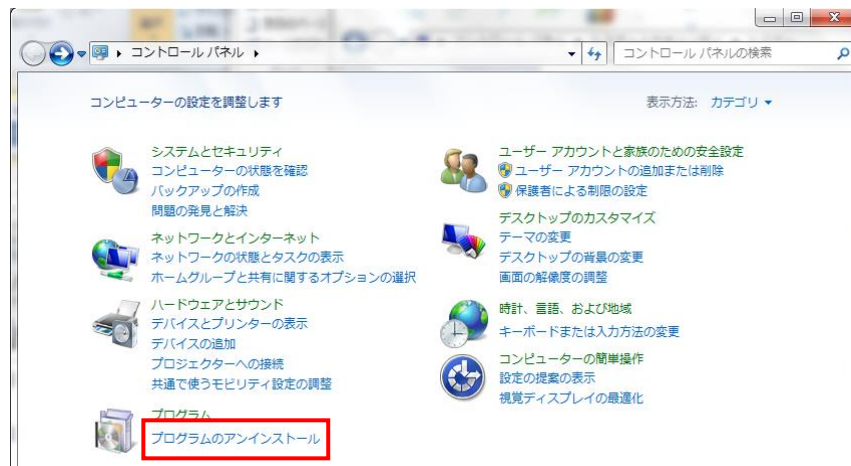 コントロール パネル
コントロール パネルの検索
コンピューターの設定を調整します
表示方法: カテゴリ
システムとセキュリティ
コンピューターの状態を確認
バックアップの作成
問題の発見と解決
ネットワークとインターネット
ネットワークの状態とタスクの表示
ホームグループと共有に関するオプションの選択
ハードウェアとサウンド
デバイスとプリンターの表示
デバイスの追加
プロジェクターへの接続
共通で使うモビリティ設定の調整
プログラム
プログラムのアンインストール
ユーザー アカウントと家族のための安全設定
ユーザー アカウントの追加または削除
保護者による制限の設定
デスクトップのカスタマイズ
テーマの変更
デスクトップの背景の変更
画面の解像度の調整
時計、言語、および地域
キーボードまたは入力方法の変更
コンピューターの簡単操作
設定の提案の表示
視覚ディスプレイの最適化